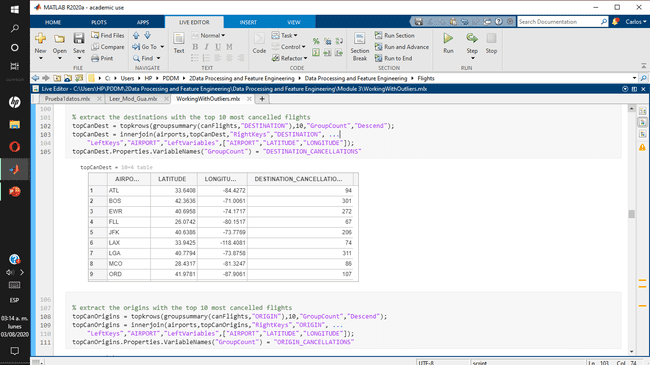 MATLAB R2020a - academic use
HOME PLOTS APPS LIVE EDITOR INSERT VIEW Search Documentation Carlos
New Open Save Find Files Compare Print Go To Find Text Normal B I U M Code Task Control Refactor Section Break Run Section Run and Advance Run to End Run Step Stop
FILE NAVIGATE TEXT CODE SECTION RUN
C: Users HP PDDM 2Data Processing and Feature Engineering Data Processing and Feature Engineering Flights
Live Editor - C:\Users\HP\PDDM\2Data Processing and Feature Engineering\Data Processing and Feature Engineering\Module 3\WorkingWithOutliers.mlx
Prueba1datos.mlx Leer_Mod_Gua.mlx WorkingWithOutliers.mlx +
100
101 % extract the destinations with the top 10 most cancelled flights
102 topCanDest = topkrows(groupsummary(canFlights,"DESTINATION"),10,"GroupCount","Descend");
103 topCanDest = innerjoin(airports,topCanDest,"RightKeys","DESTINATION", ...
104 "LeftKeys","AIRPORT","LeftVariables",["AIRPORT","LATITUDE","LONGITUDE"]);
105 topCanDest.Properties.VariableNames("GroupCount") = "DESTINATION_CANCELLATIONS"
topCanDest = 10×4 table
AIRPO... LATITUDE LONGITU... DESTINATION_CANCELLATIO...
1 ATL 33.6408 -84.4272 94
2 BOS 42.3636 -71.0061 301
3 EWR 40.6958 -74.1717 272
4 FLL 26.0742 -80.1517 67
5 JFK 40.6386 -73.7769 206
6 LAX 33.9425 -118.4081 74
7 LGA 40.7794 -73.8758 311
8 MCO 28.4317 -81.3247 86
9 ORD 41.9781 -87.9061 107
106
107 % extract the origins with the top 10 most cancelled flights
108 topCanOrigins = topkrows(groupsummary(canFlights,"ORIGIN"),10,"GroupCount","Descend");
109 topCanOrigins = innerjoin(airports,topCanOrigins,"RightKeys","ORIGIN", ...
110 "LeftKeys","AIRPORT","LeftVariables",["AIRPORT","LATITUDE","LONGITUDE"]);
111 topCanOrigins.Properties.VariableNames("GroupCount") = "ORIGIN_CANCELLATIONS"
UTF-8 script Ln 103 Col 74
ESP
03:14 a. m.
lunes
03/08/2020